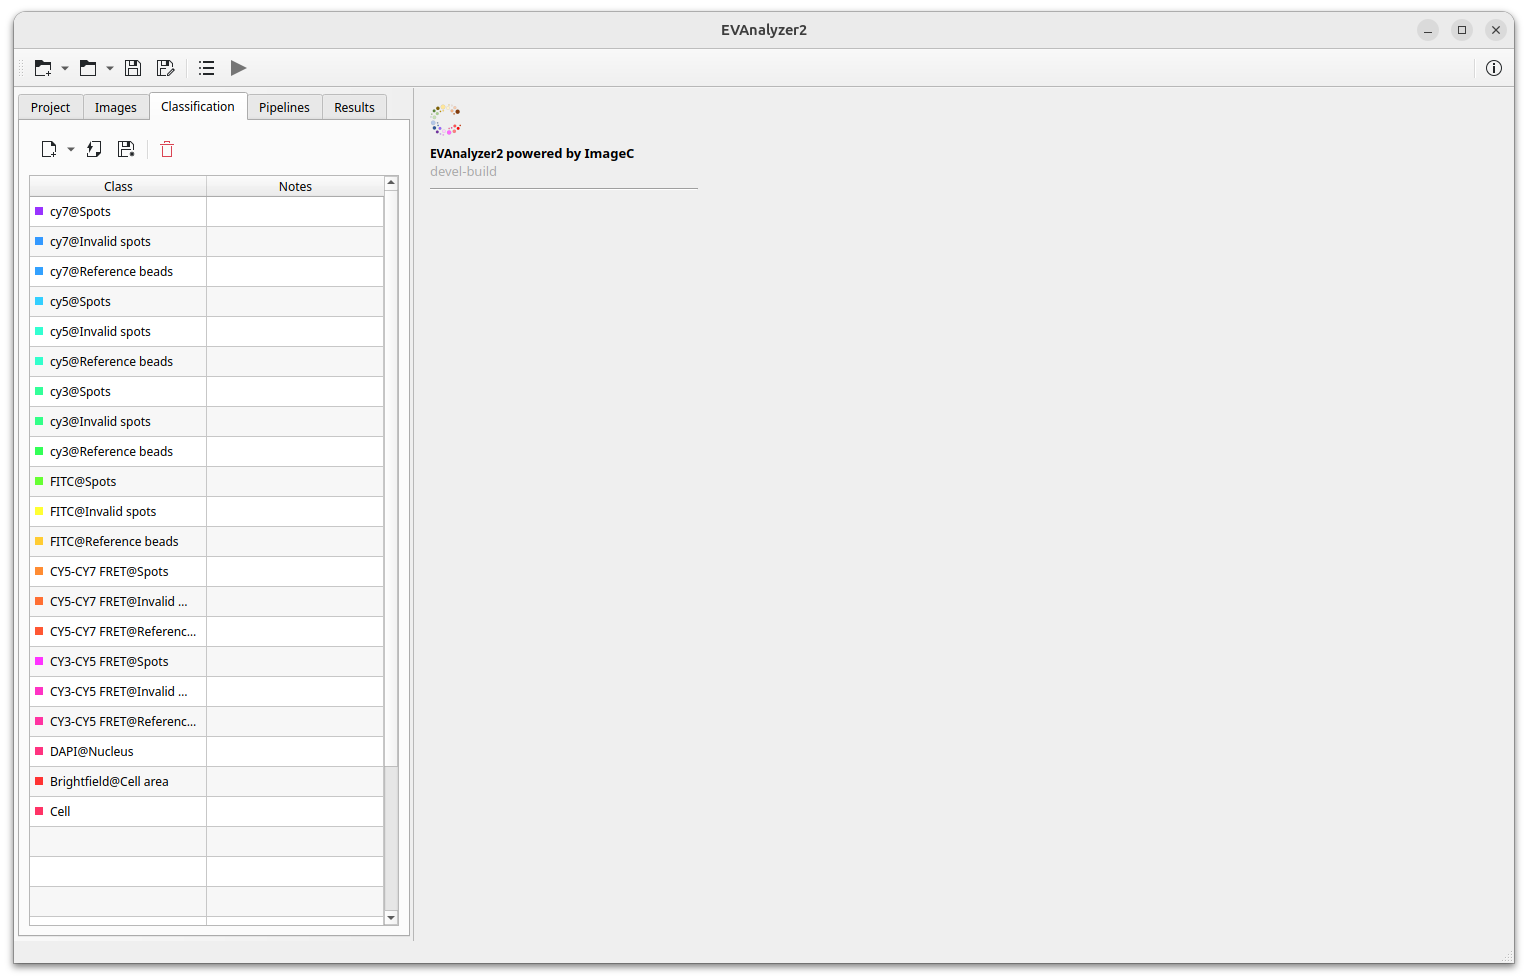 EVAnalyzer2
Project Images Classification Pipelines Results
EVAnalyzer2 powered by ImageC
devel-build
Class Notes
cy7@Spots
cy7@Invalid spots
cy7@Reference beads
cy5@Spots
cy5@Invalid spots
cy5@Reference beads
cy3@Spots
cy3@Invalid spots
cy3@Reference beads
FITC@Spots
FITC@Invalid spots
FITC@Reference beads
CY5-CY7 FRET@Spots
CY5-CY7 FRET@Invalid ...
CY5-CY7 FRET@Referenc...
CY3-CY5 FRET@Spots
CY3-CY5 FRET@Invalid ...
CY3-CY5 FRET@Referenc...
DAPI@Nucleus
Brightfield@Cell area
Cell